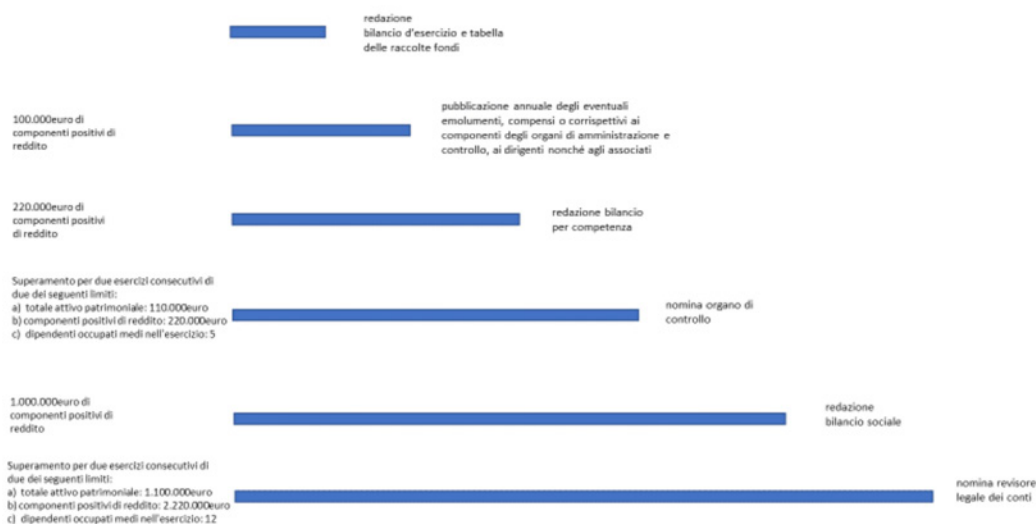 redazione
bilancio d'esercizio e tabella
delle raccolte fondi
100.000euro di
componenti positivi di
reddito
pubblicazione annuale degli eventuali
emolumenti, compensi o corrispettivi ai
componenti degli organi di amministrazione e
controllo, ai dirigenti nonché agli associati
220.000euro di
componenti positivi
di reddito
redazione bilancio
per competenza
Superamento per due esercizi consecutivi di
due dei seguenti limiti:
a) totale attivo patrimoniale: 110.000euro
b) componenti positivi di reddito: 220.000euro
c) dipendenti occupati medi nell'esercizio: 5
nomina organo di
controllo
1.000.000euro di
componenti positivi di
reddito
redazione
bilancio sociale
Superamento per due esercizi consecutivi di
due dei seguenti limiti:
a) totale attivo patrimoniale: 1.100.000euro
b) componenti positivi di reddito: 2.220.000euro
c) dipendenti occupati medi nell'esercizio: 12
nomina revisore
legale dei conti